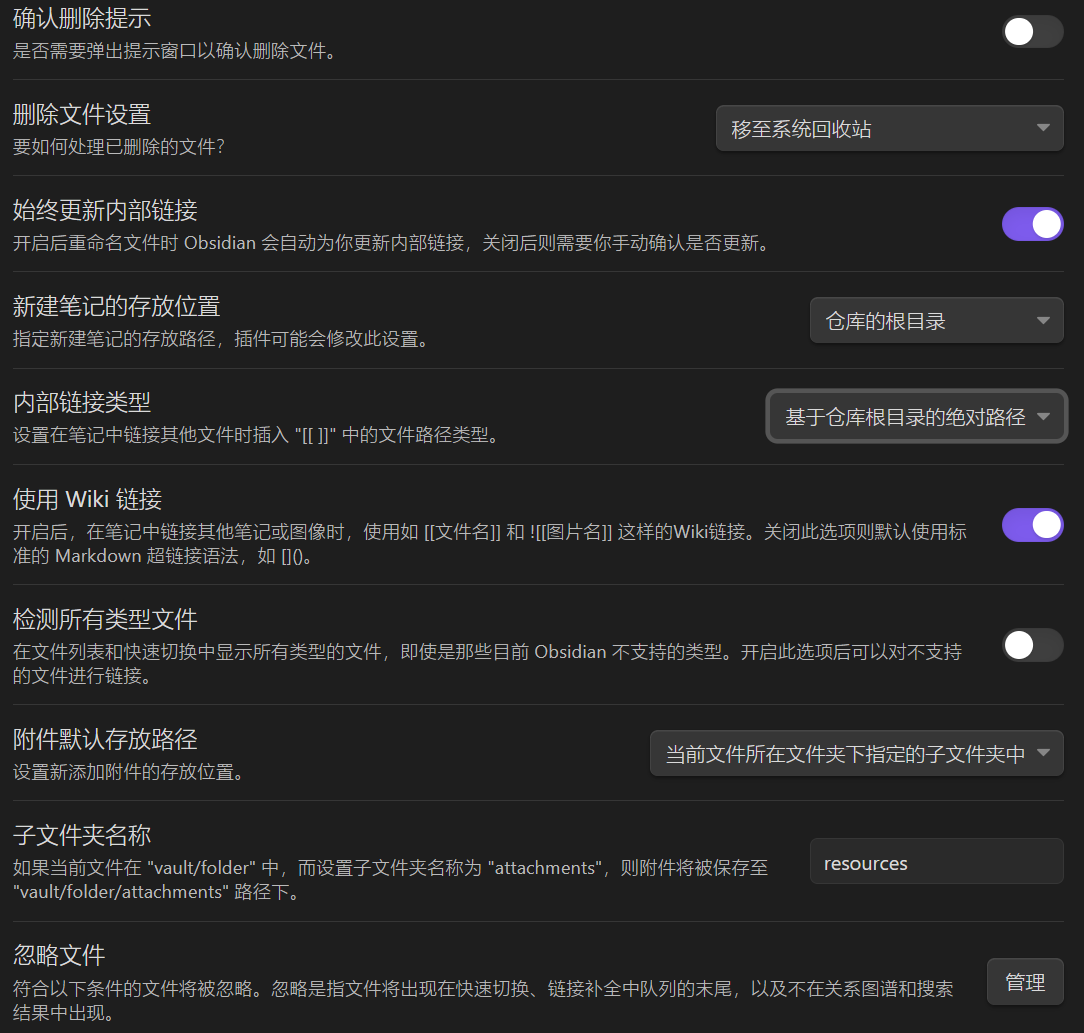 确认删除提示
是否需要弹出提示窗口以确认删除文件。
删除文件设置
移至系统回收站
要如何处理已删除的文件？
始终更新内部链接
开启后重命名文件时 Obsidian 会自动为你更新内部链接，关闭后则需要你手动确认是否更新。
新建笔记的存放位置
仓库的根目录
指定新建笔记的存放路径，插件可能会修改此设置。
内部链接类型
基于仓库根目录的绝对路径
设置在笔记中链接其他文件时插入 "[[ ]]" 中的文件路径类型。
使用 Wiki 链接
开启后，在笔记中链接其他笔记或图像时，使用如 [[文件名]] 和 ![[图片名]] 这样的Wiki链接。关闭此选项则默认使用标
准的 Markdown 超链接语法，如 []()。
检测所有类型文件
在文件列表和快速切换中显示所有类型的文件，即使是那些目前 Obsidian 不支持的类型。开启此选项后可以对不支持
的文件进行链接。
附件默认存放路径
当前文件所在文件夹下指定的子文件夹中
设置新添加附件的存放位置。
子文件夹名称
如果当前文件在 "vault/folder" 中，而设置子文件夹名称为 "attachments"，则附件将被保存至
"vault/folder/attachments" 路径下。
resources
忽略文件
符合以下条件的文件将被忽略。忽略是指文件将出现在快速切换、链接补全中队列的末尾，以及不在关系图谱和搜索
结果中出现。
管理